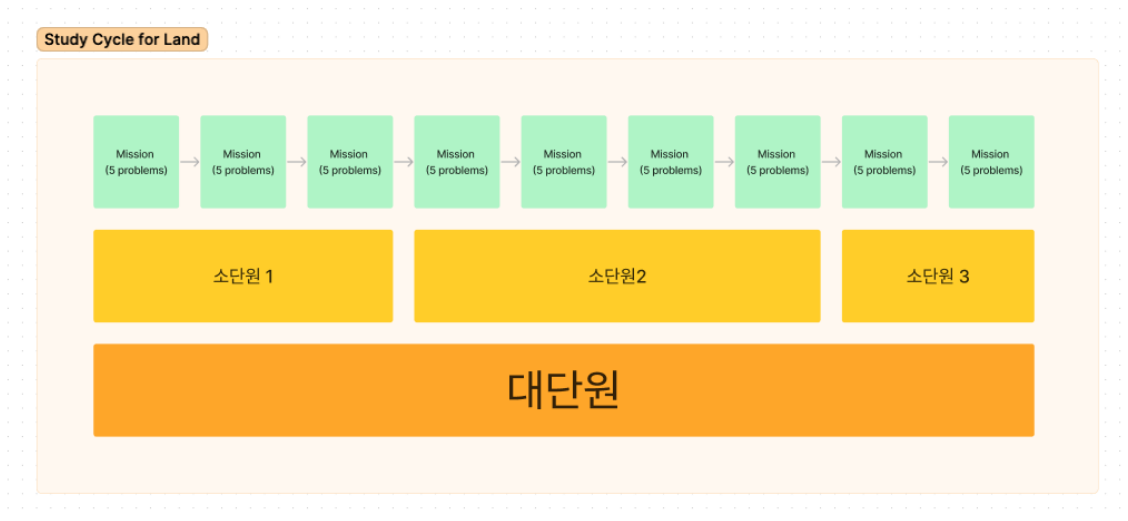 Study Cycle for Land
Mission
(5 problems)
Mission
(5 problems)
Mission
(5 problems)
Mission
(5 problems)
Mission
(5 problems)
Mission
(5 problems)
Mission
(5 problems)
Mission
(5 problems)
Mission
(5 problems)
소단원 1
소단원2
소단원 3
대단원